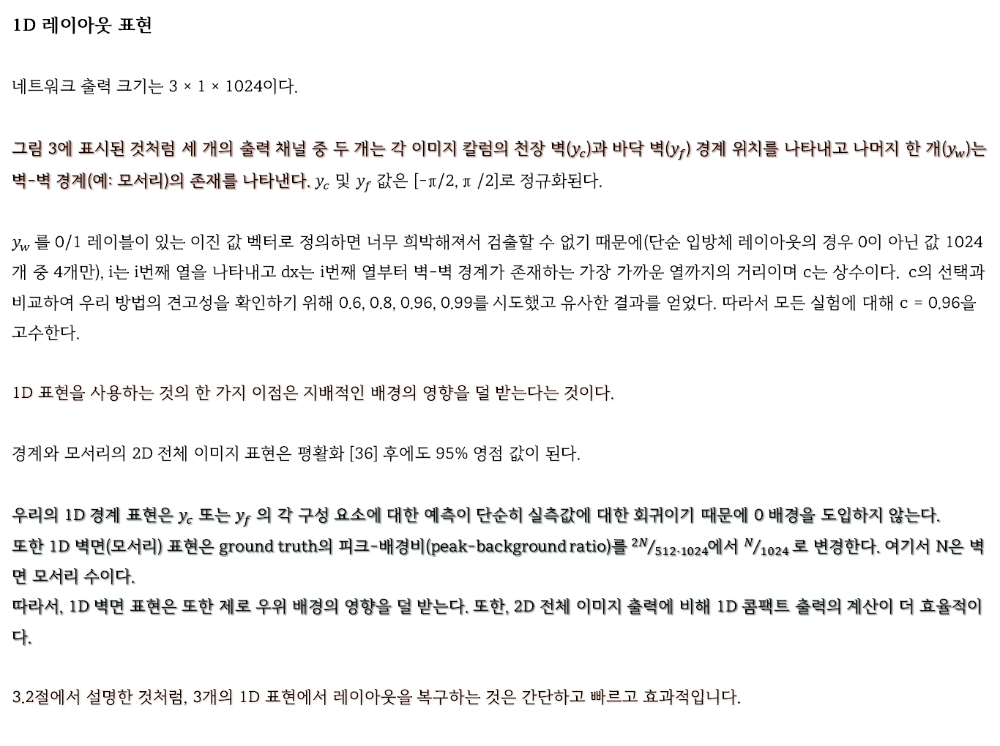 1D 레이아웃 표현
네트워크 출력 크기는 3 × 1 × 1024이다.
그림 3에 표시된 것처럼 세 개의 출력 채널 중 두 개는 각 이미지 칼럼의 천장 벽(y_c)과 바닥 벽(y_f) 경계 위치를 나타내고 나머지 한 개(y_w)는
벽-벽 경계(예: 모서리)의 존재를 나타낸다. y_c 및 y_f 값은 [-π/2, π /2]로 정규화된다.
y_w 를 0/1 레이블이 있는 이진 값 벡터로 정의하면 너무 희박해져서 검출할 수 없기 때문에(단순 입방체 레이아웃의 경우 0이 아닌 값 1024
개 중 4개만), i는 i번째 열을 나타내고 dx는 i번째 열부터 벽-벽 경계가 존재하는 가장 가까운 열까지의 거리이며 c는 상수이다. c의 선택과
비교하여 우리 방법의 견고성을 확인하기 위해 0.6, 0.8, 0.96, 0.99를 시도했고 유사한 결과를 얻었다. 따라서 모든 실험에 대해 c = 0.96을
고수한다.
1D 표현을 사용하는 것의 한 가지 이점은 지배적인 배경의 영향을 덜 받는다는 것이다.
경계와 모서리의 2D 전체 이미지 표현은 평활화 [36] 후에도 95% 영점 값이 된다.
우리의 1D 경계 표현은 y_c 또는 y_f 의 각 구성 요소에 대한 예측이 단순히 실측값에 대한 회귀이기 때문에 0 배경을 도입하지 않는다.
또한 1D 벽면(모서리) 표현은 ground truth의 피크-배경비(peak-background ratio)를 2N/512·1024에서 N/1024 로 변경한다. 여기서 N은 벽
면 모서리 수이다.
따라서, 1D 벽면 표현은 또한 제로 우위 배경의 영향을 덜 받는다. 또한, 2D 전체 이미지 출력에 비해 1D 콤팩트 출력의 계산이 더 효율적이
다.
3.2절에서 설명한 것처럼, 3개의 1D 표현에서 레이아웃을 복구하는 것은 간단하고 빠르고 효과적입니다.